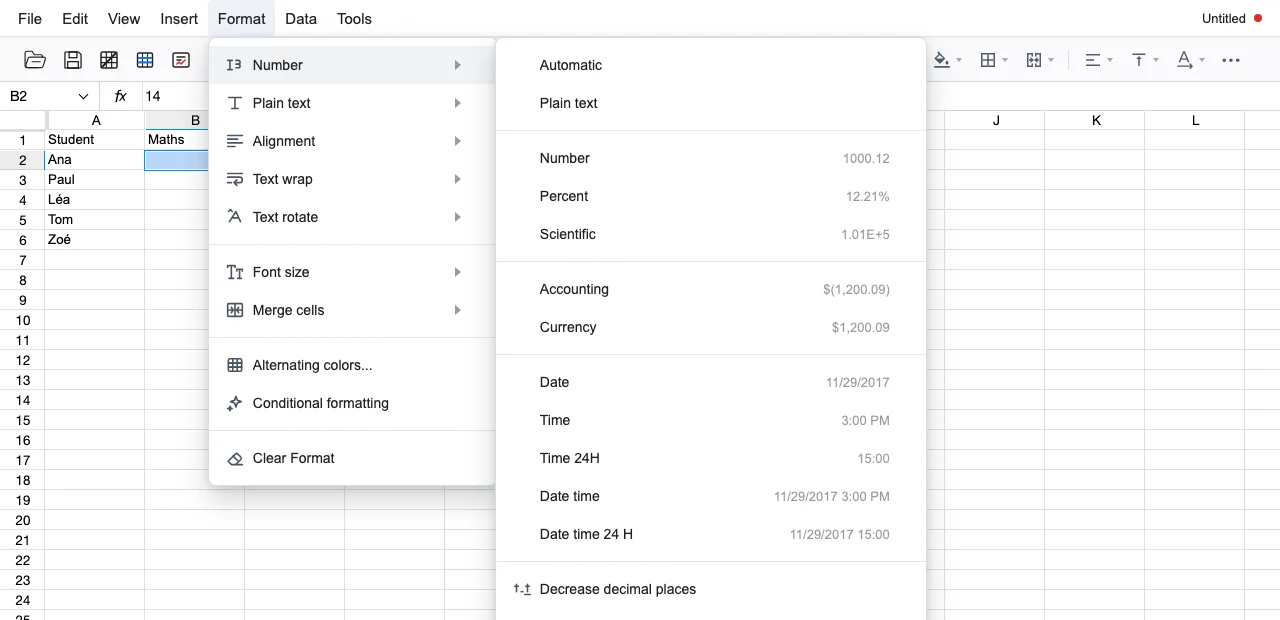 File Edit View Insert Format Data Tools Untitled
B2 fx 14
A B J K L
1 Student Maths
2 Ana
3 Paul
4 Léa
5 Tom
6 Zoé
7
8
9
10
11
12
13
14
15
16
17
18
19
20
21
22
23
24
25
Number
Plain text
Alignment
Text wrap
Text rotate
Font size
Merge cells
Alternating colors...
Conditional formatting
Clear Format
Automatic
Plain text
Number 1000.12
Percent 12.21%
Scientific 1.01E+5
Accounting $(1,200.09)
Currency $1,200.09
Date 11/29/2017
Time 3:00 PM
Time 24H 15:00
Date time 11/29/2017 3:00 PM
Date time 24 H 11/29/2017 15:00
Decrease decimal places